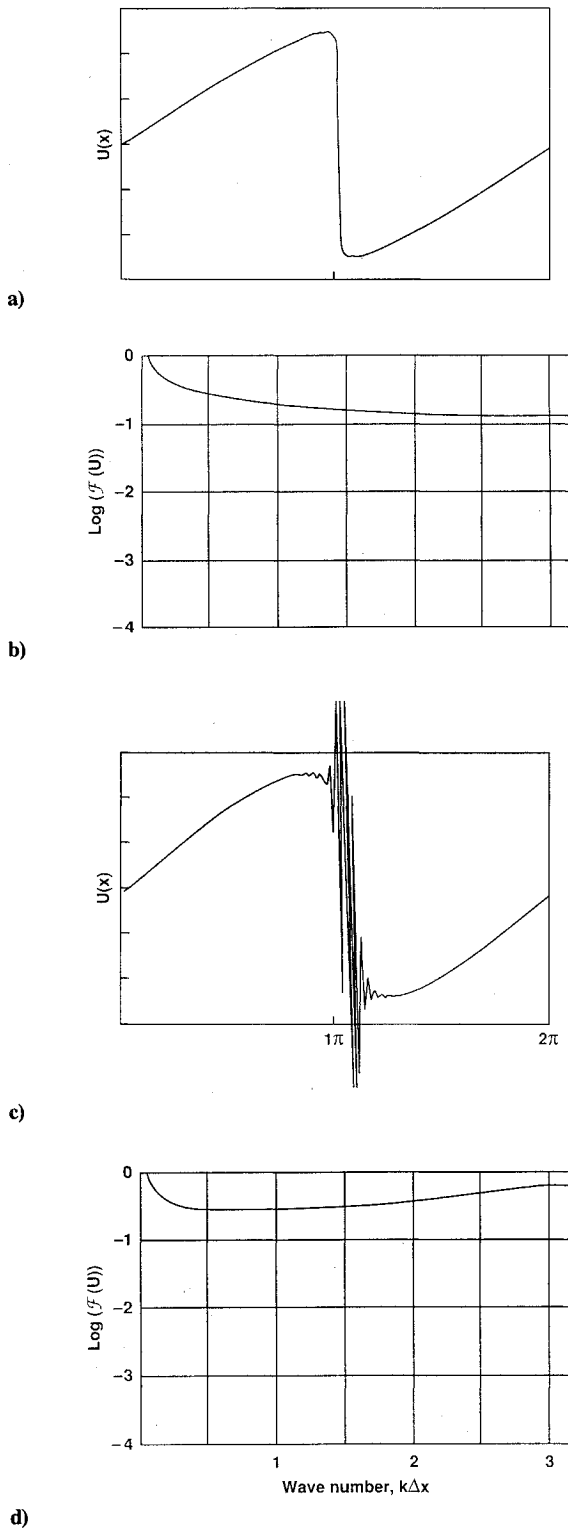 U(x)
a)
0
-1
-2
-3
-4
Log (ℱ (U))
b)
U(x)
1π
2π
c)
0
-1
-2
-3
-4
Log (ℱ (U))
1
2
3
Wave number, kΔx
d)